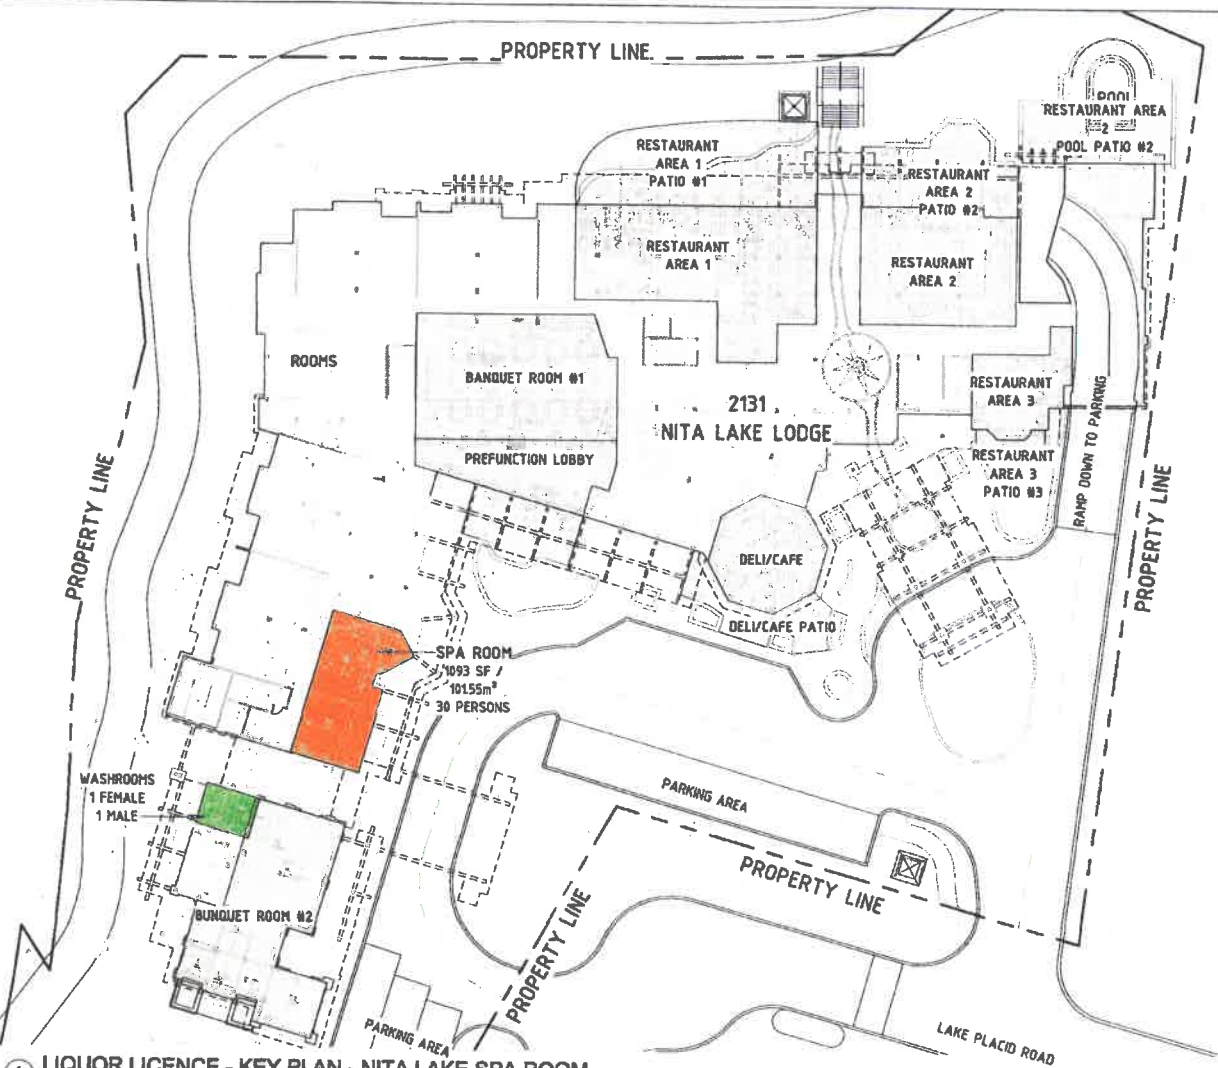 PROPERTY LINE
POOL
RESTAURANT AREA
2
POOL PATIO #2
RESTAURANT
AREA 1
PATIO #1
RESTAURANT
AREA 2
PATIO #2
RESTAURANT
AREA 1
RESTAURANT
AREA 2
ROOMS
BANQUET ROOM #1
2131
NITA LAKE LODGE
RESTAURANT
AREA 3
PREFUNCTION LOBBY
RESTAURANT
AREA 3
PATIO #3
RAMP DOWN TO PARKING
PROPERTY LINE
PROPERTY LINE
DELI/CAFE
DELI/CAFE PATIO
SPA ROOM
1093 SF /
101.55m²
30 PERSONS
WASHROOMS
1 FEMALE
1 MALE
PARKING AREA
PROPERTY LINE
PROPERTY LINE
BUNQUET ROOM #2
PARKING AREA
LAKE PLACID ROAD
LIQUOR LICENCE - KEY PLAN - NITA LAKE SPA ROOM